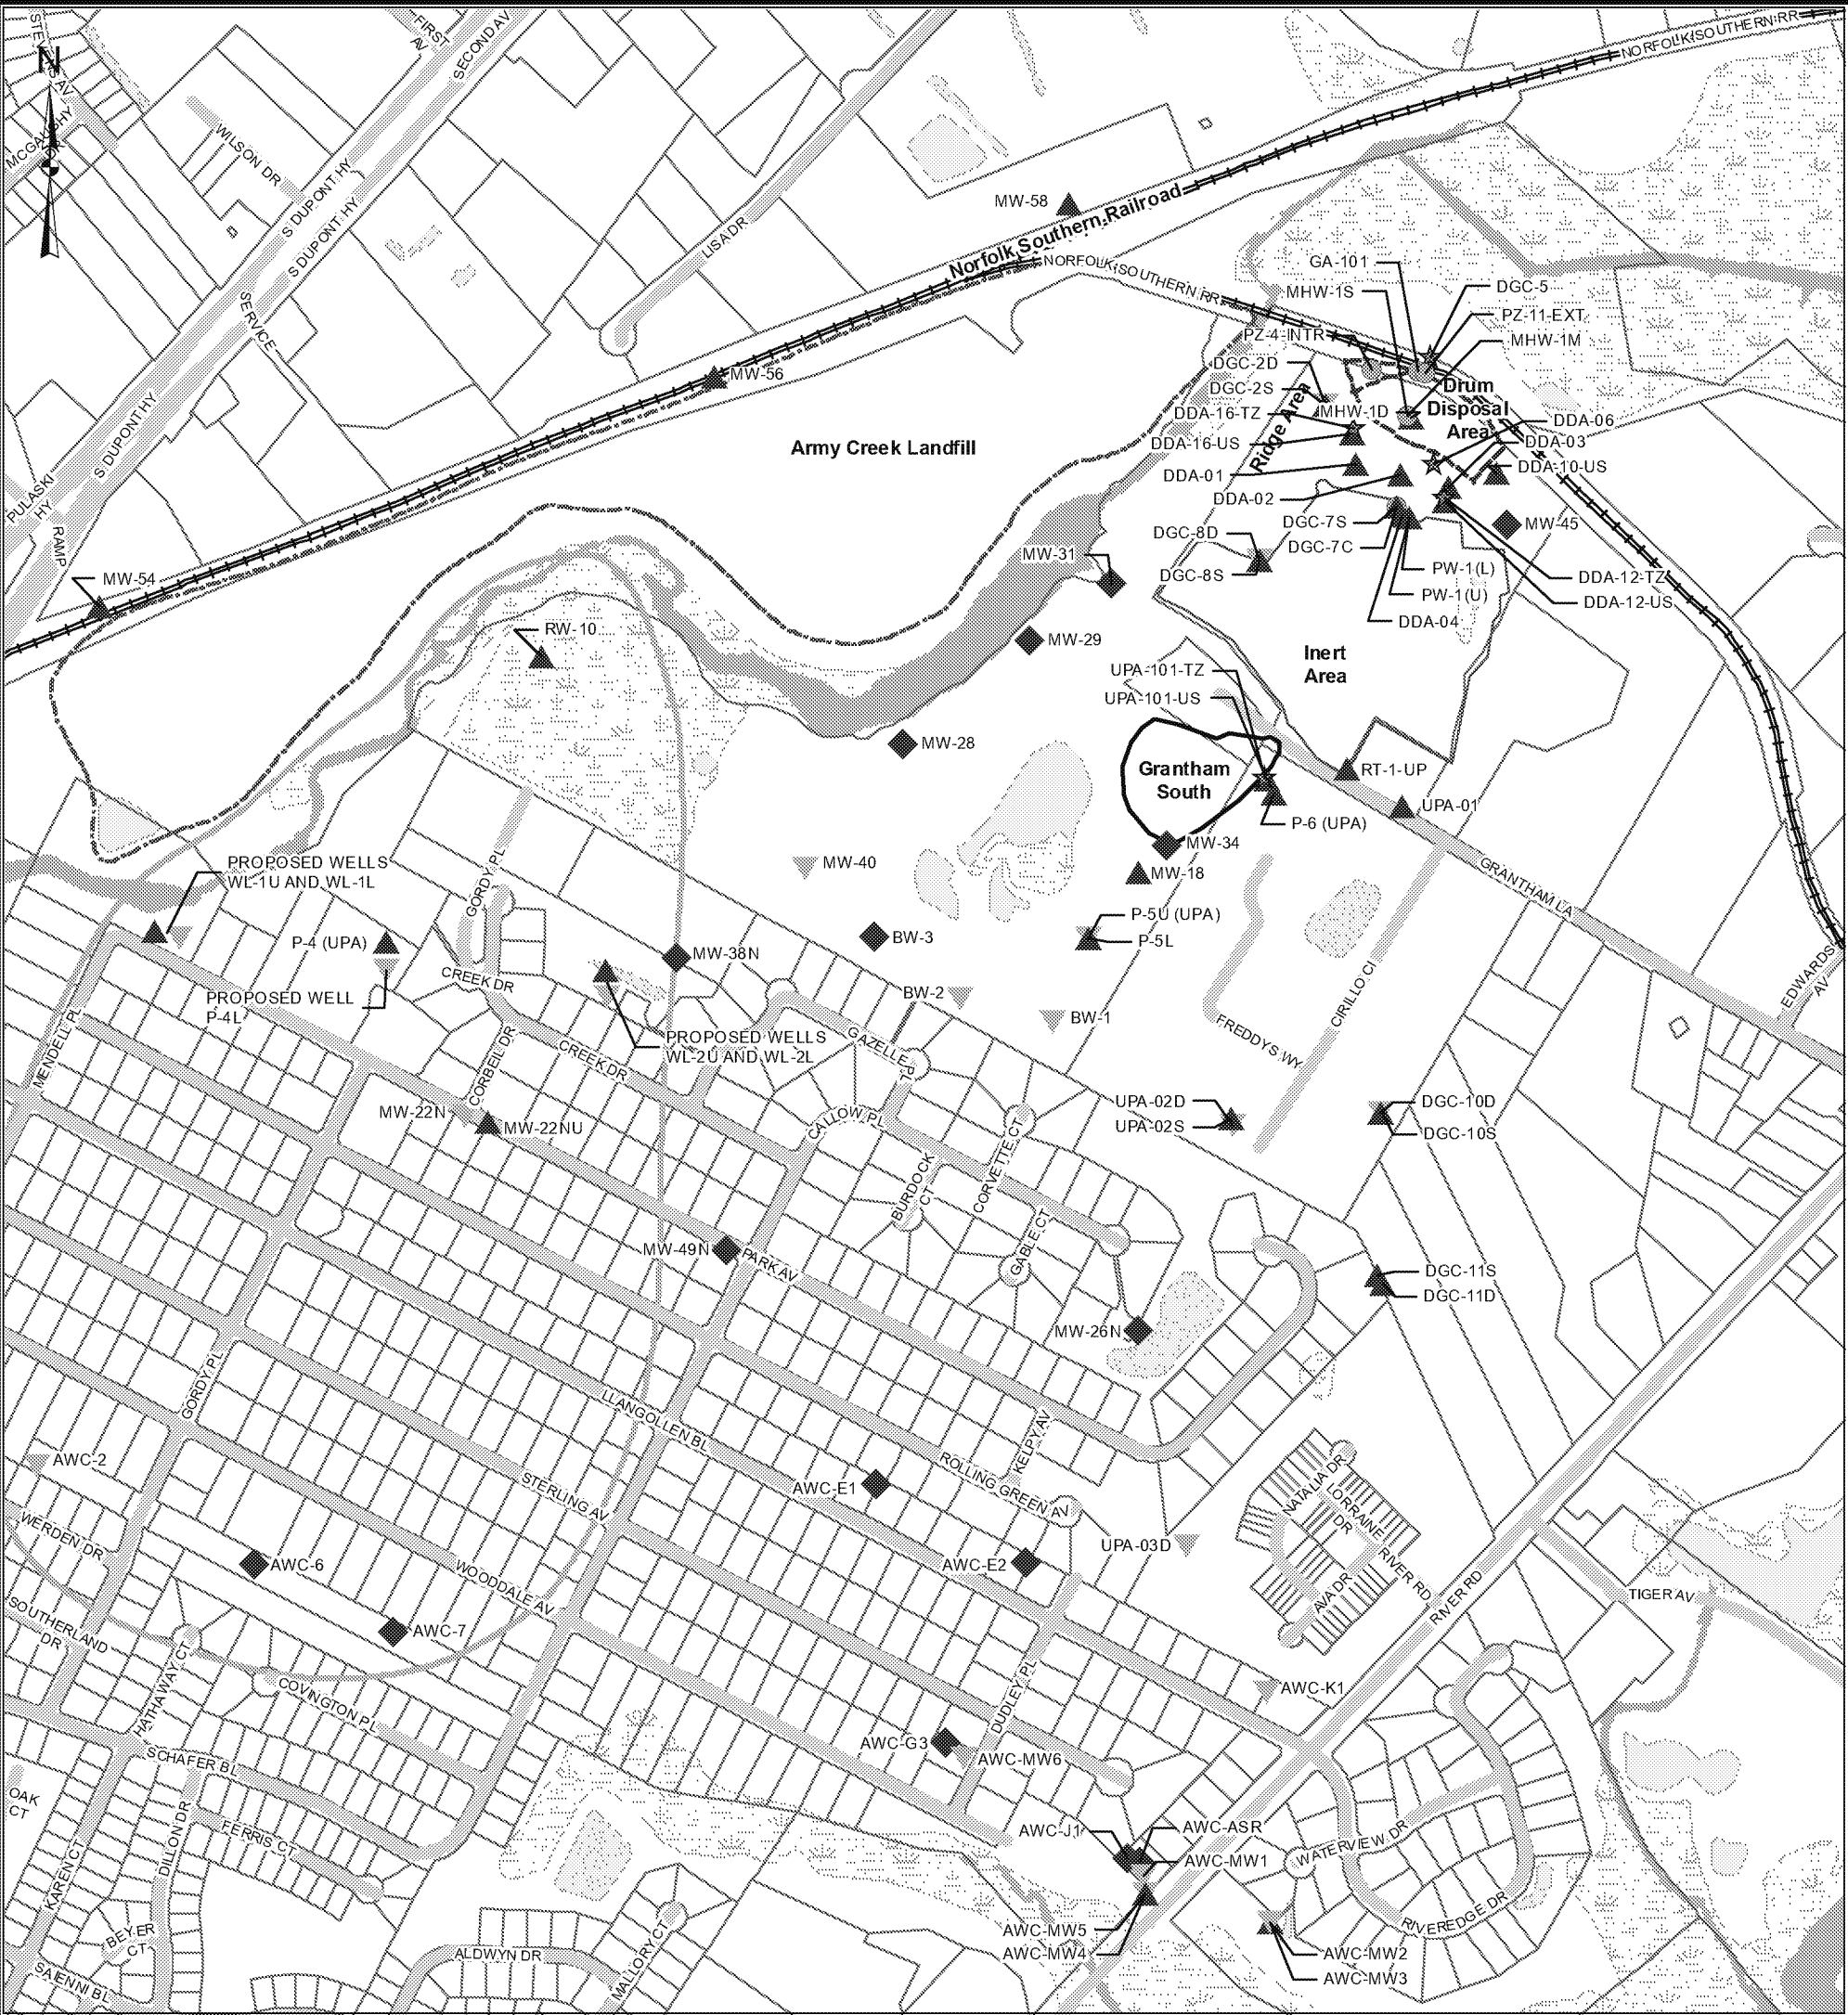 N
STEVENS AV
MCGAUGHY DR
WILSON DR
FIRST
AV
SECOND AV
S DUPONT HY
S DUPONT HY
SERVICE
S DUPONT HY
PULASKI
HY
RAMP
LISA DR
NORFOLK SOUTHERN RR
MW-58
Norfolk Southern Railroad
NORFOLK SOUTHERN RR
GA-101
MHW-1S
DGC-5
PZ-11-EXT
MHW-1M
PZ-4-INTR
DGC-2D
DGC-2S
DDA-16-TZ
MHW-1D
DDA-16-US
Ridge Area
Drum
Disposal
Area
DDA-06
DDA-03
DDA-10-US
DDA-01
DDA-02
DGC-7S
DGC-7C
MW-45
DGC-8D
DGC-8S
PW-1(L)
PW-1(U)
DDA-04
DDA-12-TZ
DDA-12-US
MW-56
Army Creek Landfill
MW-54
MW-31
RW-10
MW-29
Inert
Area
UPA-101-TZ
UPA-101-US
MW-28
Grantham
South
RT-1-UP
UPA-01
P-6 (UPA)
MW-34
MW-18
MW-40
GRANTHAM LA
EDWARDS
AV
PROPOSED WELLS
WL-1U AND WL-1L
GORDY PL
P-4 (UPA)
PROPOSED WELL
P-4L
CREEK DR
MW-38N
BW-3
P-5U (UPA)
P-5L
BW-2
BW-1
PROPOSED WELLS
WL-2U AND WL-2L
FREDDYS WY
CIRILLO CI
MENDELL PL
CORBEIL DR
CREEK DR
GAZELLE PL
CALLOW PL
MW-22N
MW-22NU
UPA-02D
UPA-02S
DGC-10D
DGC-10S
BURDOCK
CT
CORVETTE CT
GABLE CT
MW-49N
PARK AV
DGC-11S
DGC-11D
MW-26N
GORDY PL
LLANGOLLEN BL
KELPY AV
ROLLING GREEN AV
AWC-2
STERLING AV
AWC-E1
WERDEN DR
NATALIA DR
LORRAINE
DR
AVA DR
RIVER RD
RIVER RD
TIGER AV
UPA-03D
AWC-E2
AWC-6
WOODDALE AV
AWC-7
SOUTHERLAND
DR
HATHAWAY CT
COVINGTON PL
DUDLEY PL
AWC-K1
AWC-G3
AWC-MW6
SCHAFER BL
OAK
CT
KAREN CT
DILLON DR
FERRIS CT
AWC-J1
AWC-ASR
AWC-MW1
WATERVIEW DR
RIVEREDGE DR
BEYER
CT
SALENNI BL
ALDWYN DR
MALLORY CT
AWC-MW5
AWC-MW4
AWC-MW2
AWC-MW3